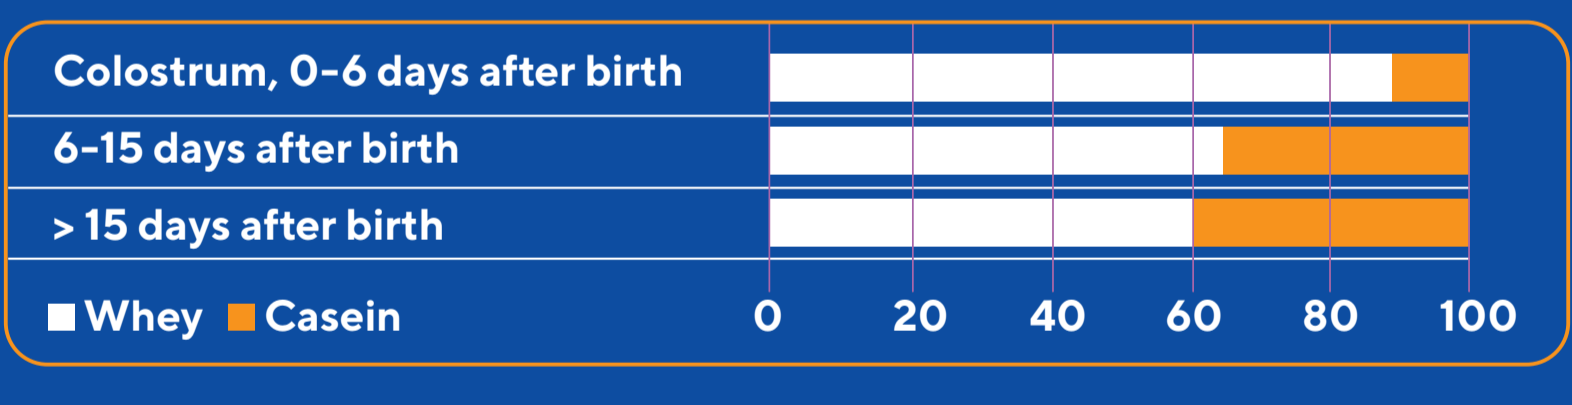 Colostrum, 0-6 days after birth
6-15 days after birth
> 15 days after birth
Whey Casein 0 20 40 60 80 100